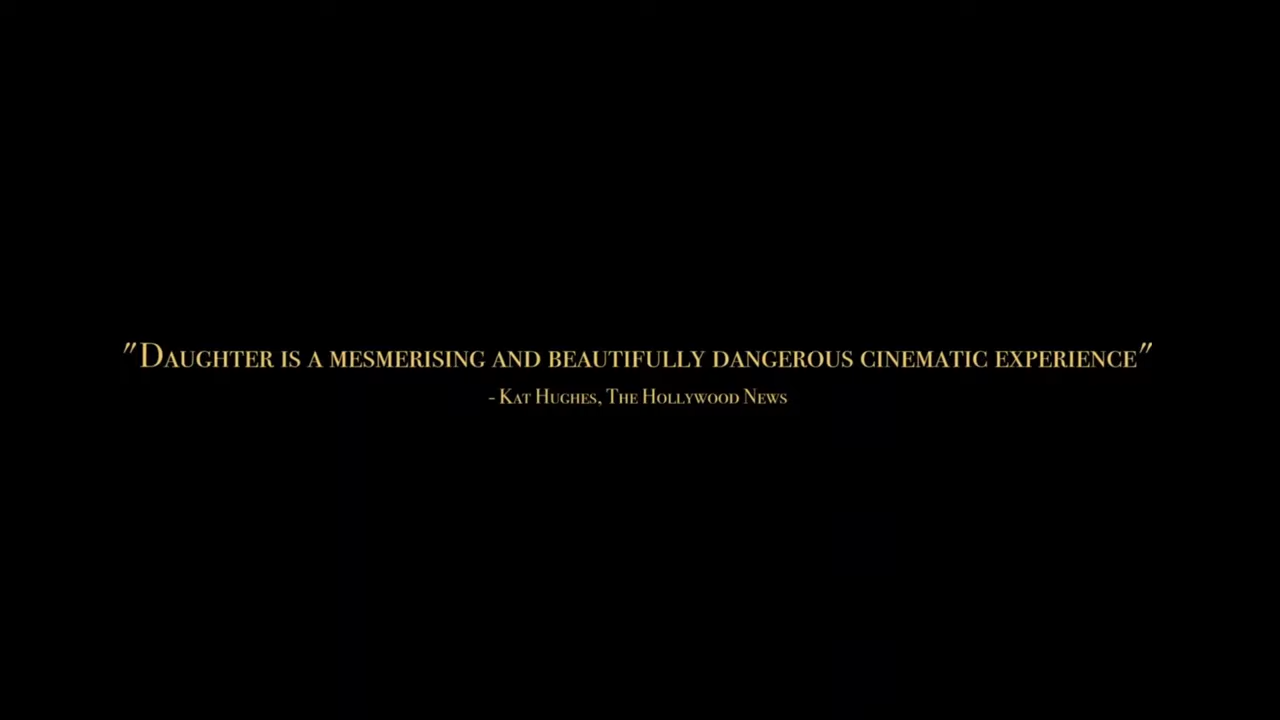 "Daughter is a mesmerising and beautifully dangerous cinematic experience"
- Kat Hughes, The Hollywood News